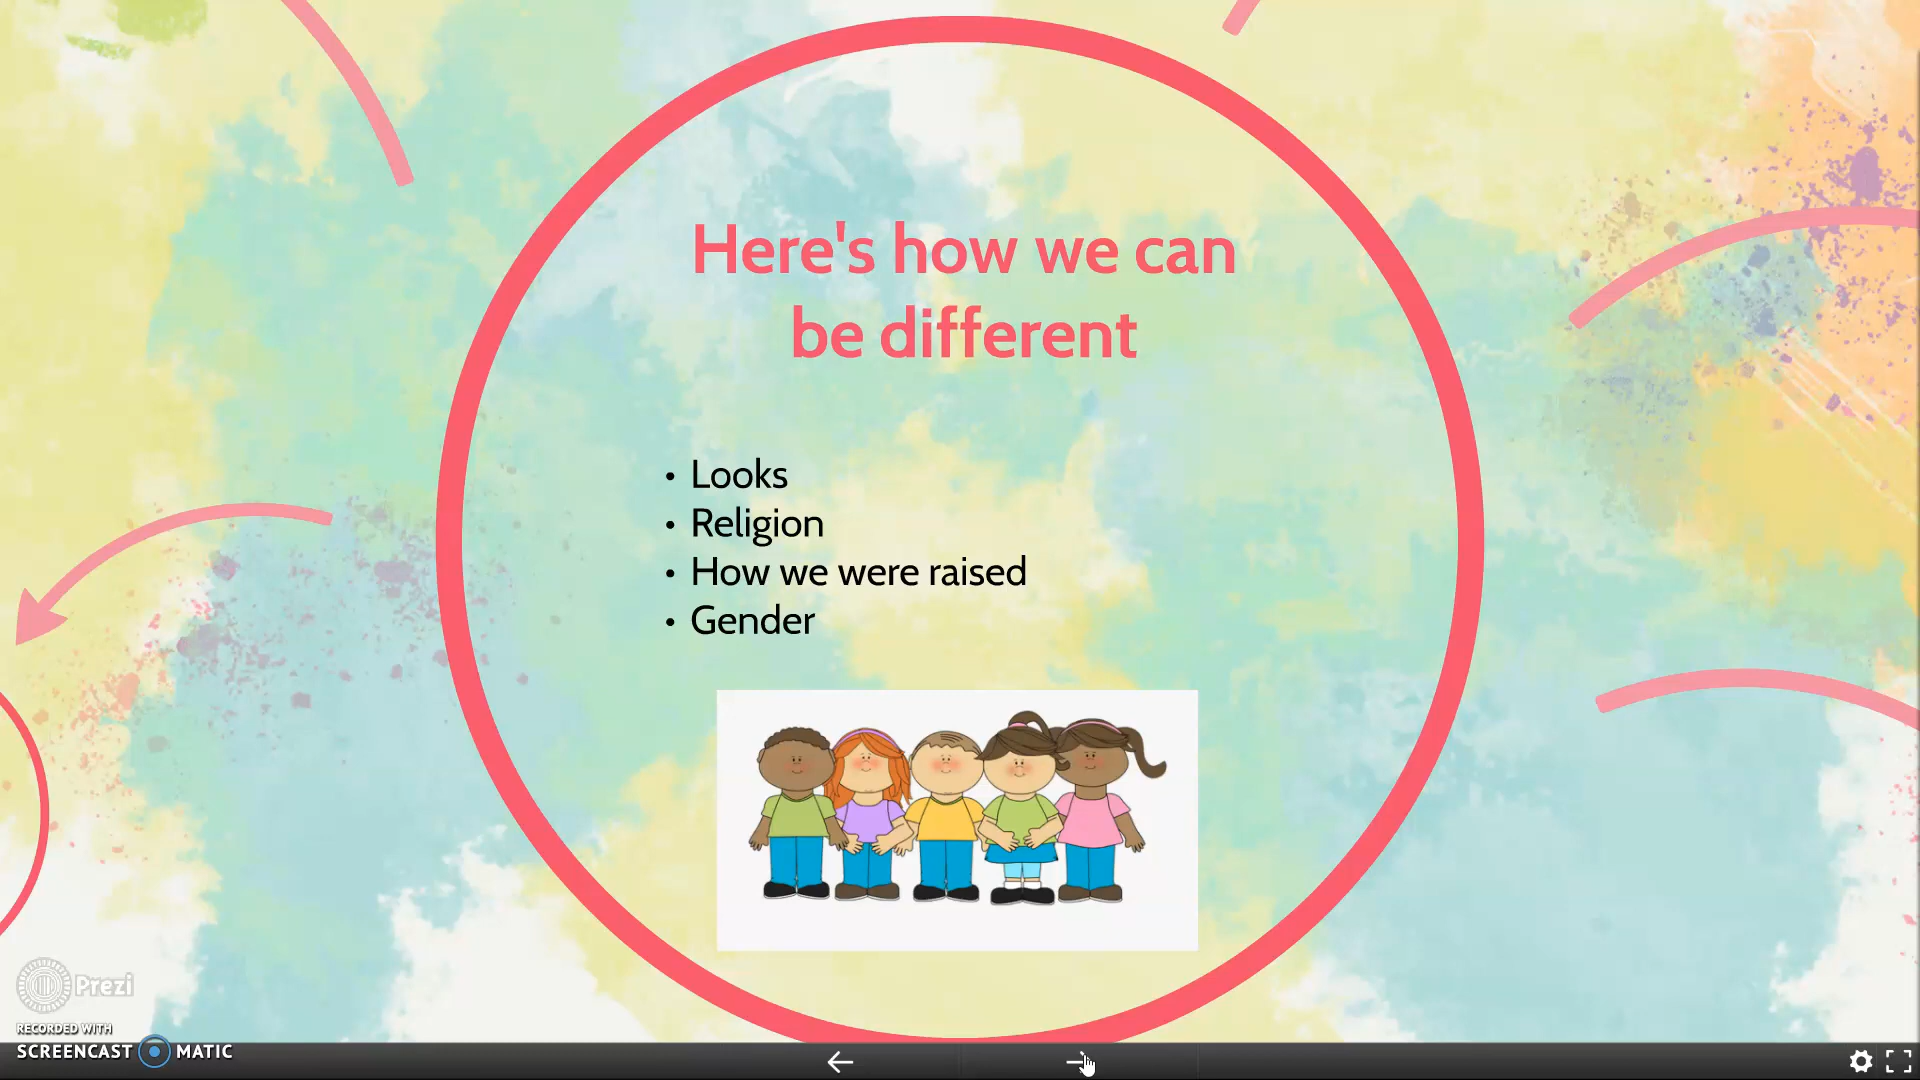 Here's how we can
be different
• Looks
• Religion
• How we were raised
• Gender
Prezi
RECORDED WITH
SCREENCAST MATIC